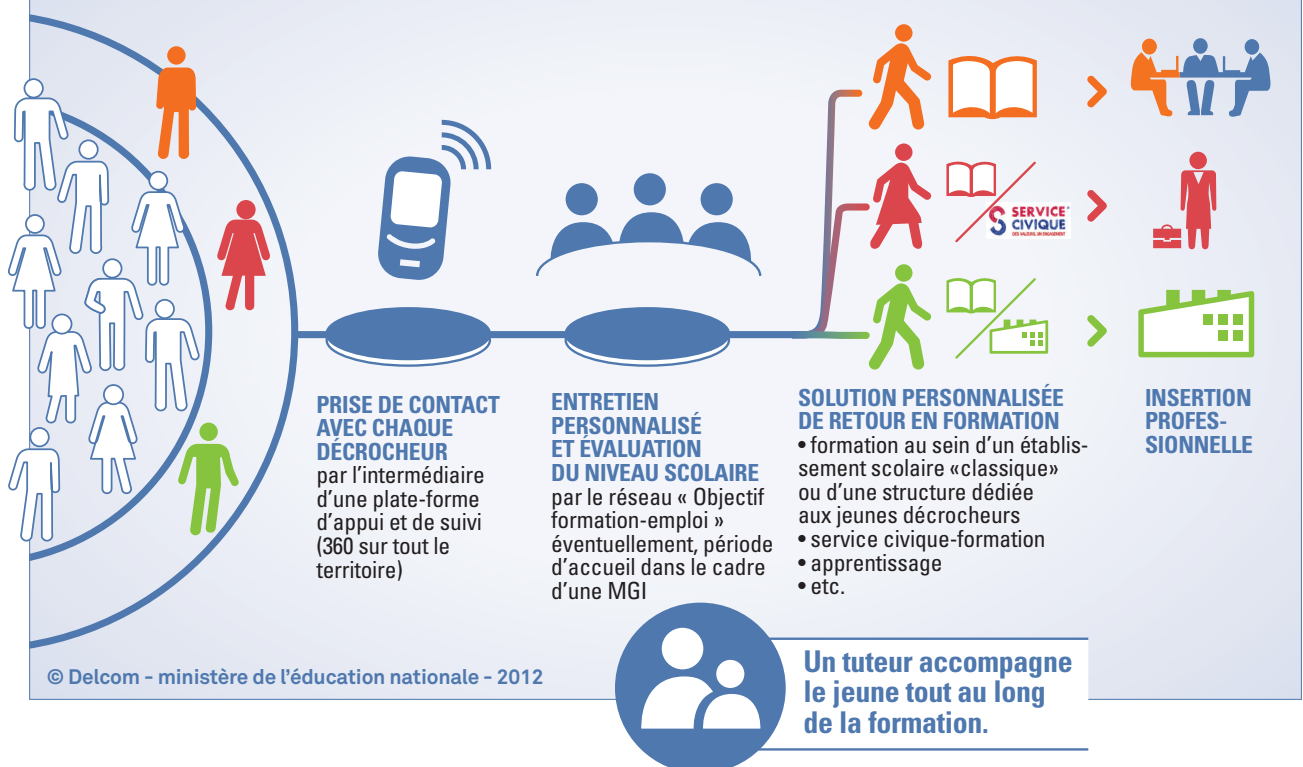 SERVICE
CIVIQUE
PRISE DE CONTACT
AVEC CHAQUE
DÉCROCHEUR
par l’intermédiaire
d’une plate-forme
d’appui et de suivi
(360 sur tout le
territoire)
ENTRETIEN
PERSONNALISÉ
ET ÉVALUATION
DU NIVEAU SCOLAIRE
par le réseau « Objectif
formation-emploi »
éventuellement, période
d’accueil dans le cadre
d’une MGI
SOLUTION PERSONNALISÉE
DE RETOUR EN FORMATION
• formation au sein d’un établis-
sement scolaire «classique»
ou d’une structure dédiée
aux jeunes décrocheurs
• service civique-formation
• apprentissage
• etc.
INSERTION
PROFES-
SIONNELLE
Un tuteur accompagne
le jeune tout au long
de la formation.
© Delcom - ministère de l’éducation nationale - 2012